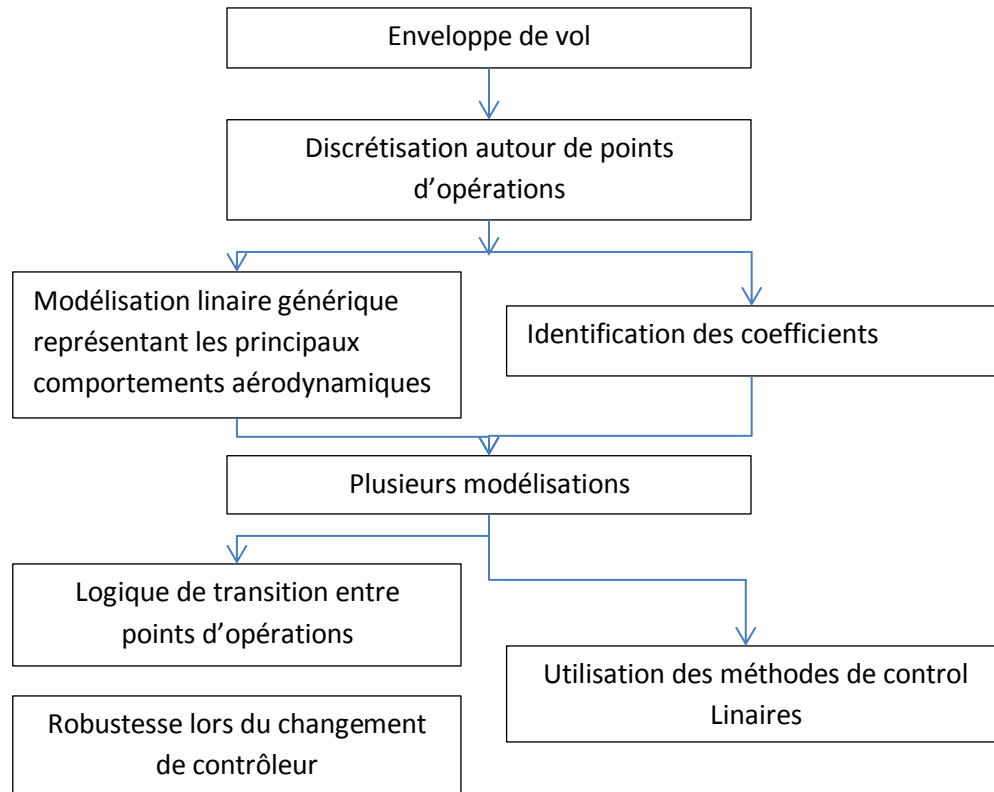 Enveloppe de vol
Discrétisation autour de points
d’opérations
Modélisation linaire générique
représentant les principaux
comportements aérodynamiques
Identification des coefficients
Plusieurs modélisations
Logique de transition entre
points d’opérations
Utilisation des méthodes de control
Linaires
Robustesse lors du changement
de contrôleur